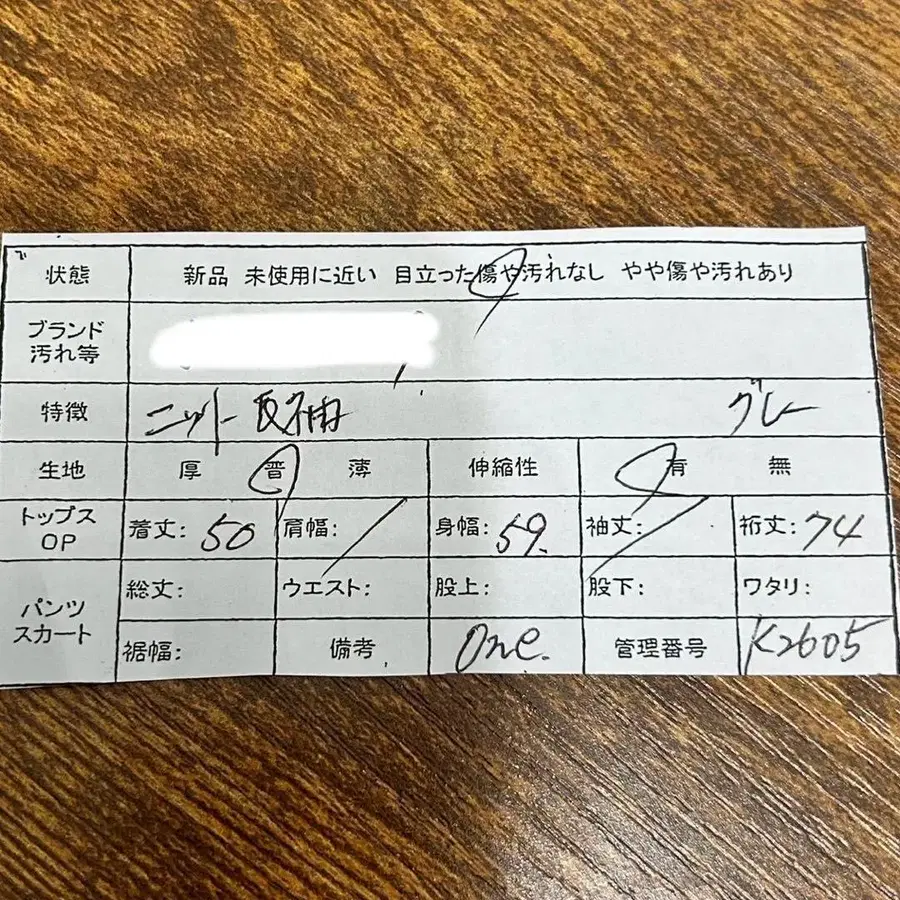 状態 新品 未使用に近い 目立った傷や汚れなし やや傷や汚れあり
ブランド
汚れ等
特徴 ニット 長袖 グレー
生地 厚 普 薄 伸縮性 有 無
トップス
OP
着丈: 50 肩幅: 身幅: 59. 袖丈: 裄丈: 74
パンツ
スカート
総丈: ウエスト: 股上: 股下: ワタリ:
裾幅: 備考 One. 管理番号 K2605